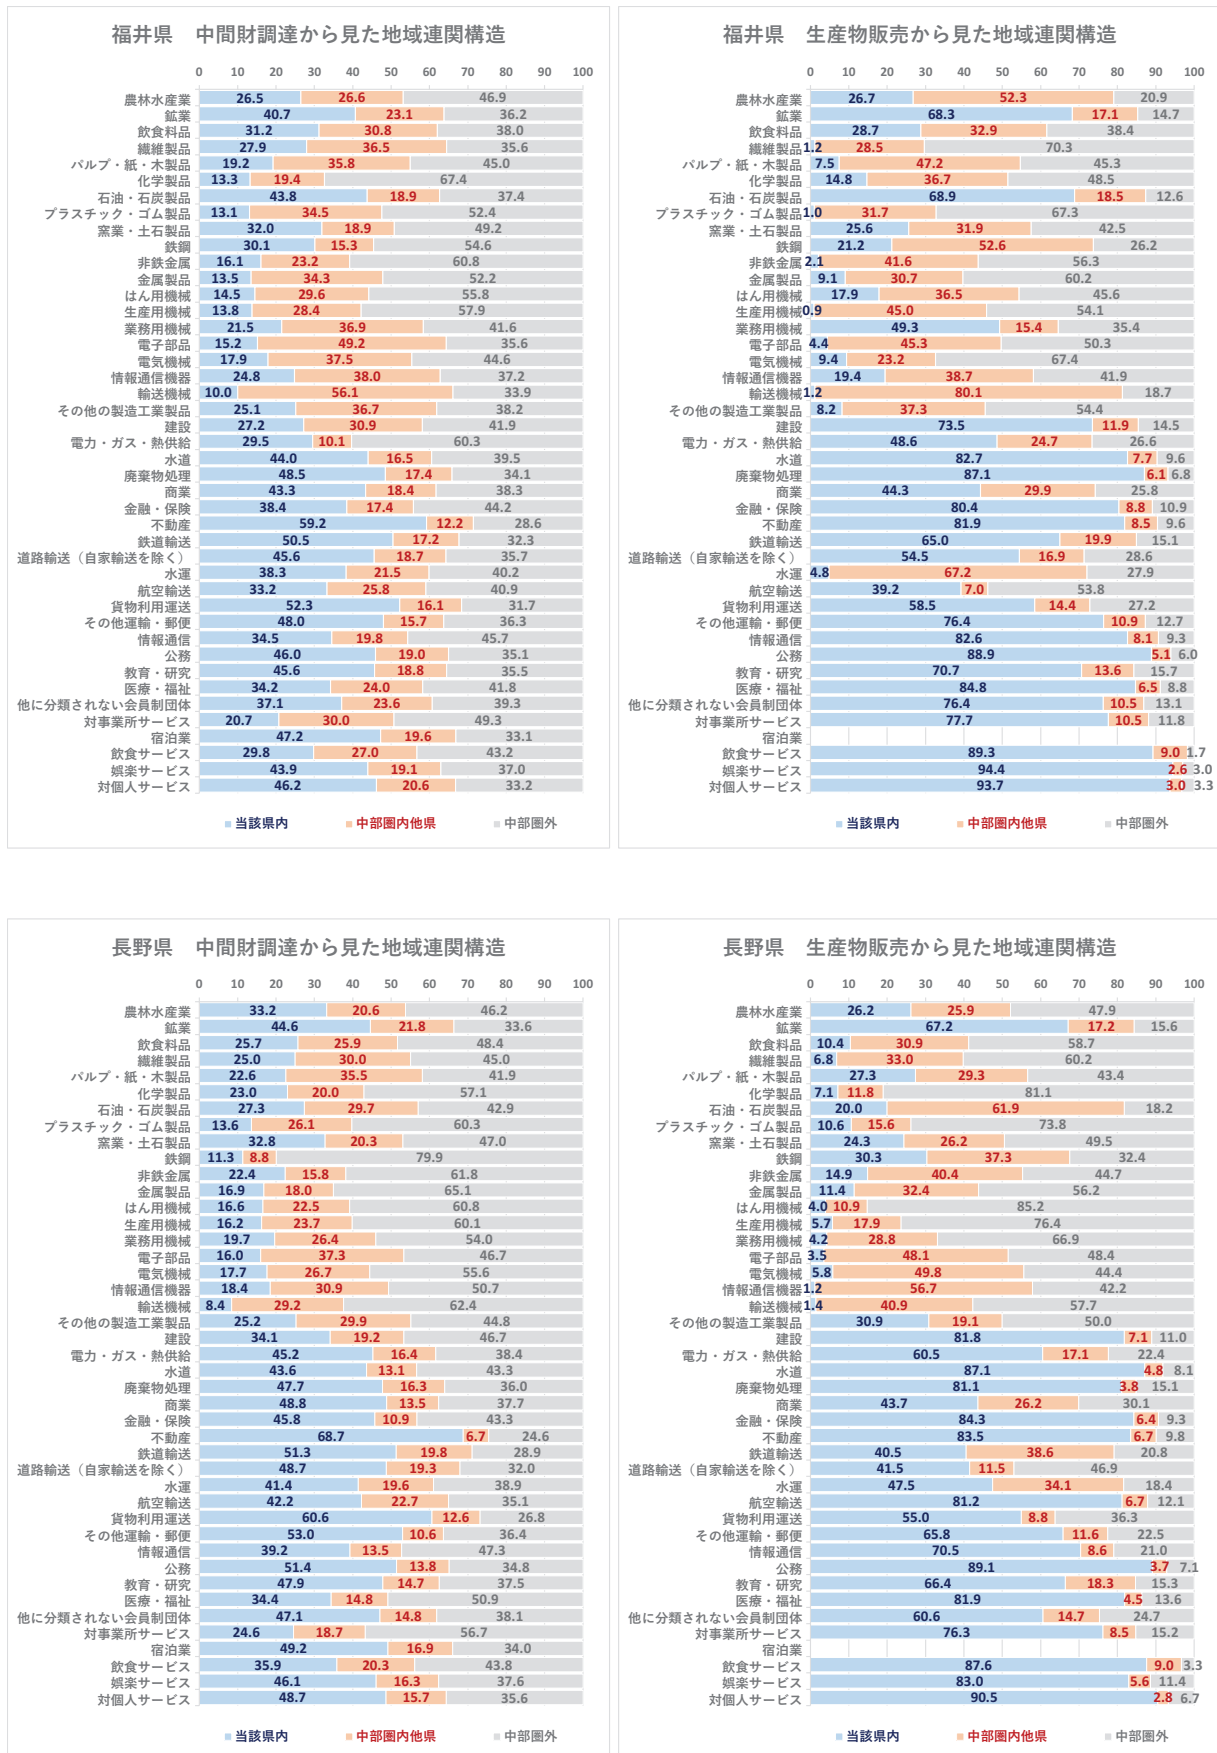 福井県　中間財調達から見た地域連関構造
0 10 20 30 40 50 60 70 80 90 100
農林水産業 26.5 26.6 46.9
鉱業 40.7 23.1 36.2
飲食料品 31.2 30.8 38.0
繊維製品 27.9 36.5 35.6
パルプ・紙・木製品 19.2 35.8 45.0
化学製品 13.3 19.4 67.4
石油・石炭製品 43.8 18.9 37.4
プラスチック・ゴム製品 13.1 34.5 52.4
窯業・土石製品 32.0 18.9 49.2
鉄鋼 30.1 15.3 54.6
非鉄金属 16.1 23.2 60.8
金属製品 13.5 34.3 52.2
はん用機械 14.5 29.6 55.8
生産用機械 13.8 28.4 57.9
業務用機械 21.5 36.9 41.6
電子部品 15.2 49.2 35.6
電気機械 17.9 37.5 44.6
情報通信機器 24.8 38.0 37.2
輸送機械 10.0 56.1 33.9
その他の製造工業製品 25.1 36.7 38.2
建設 27.2 30.9 41.9
電力・ガス・熱供給 29.5 10.1 60.3
水道 44.0 16.5 39.5
廃棄物処理 48.5 17.4 34.1
商業 43.3 18.4 38.3
金融・保険 38.4 17.4 44.2
不動産 59.2 12.2 28.6
鉄道輸送 50.5 17.2 32.3
道路輸送（自家輸送を除く） 45.6 18.7 35.7
水運 38.3 21.5 40.2
航空輸送 33.2 25.8 40.9
貨物利用運送 52.3 16.1 31.7
その他運輸・郵便 48.0 15.7 36.3
情報通信 34.5 19.8 45.7
公務 46.0 19.0 35.1
教育・研究 45.6 18.8 35.5
医療・福祉 34.2 24.0 41.8
他に分類されない会員制団体 37.1 23.6 39.3
対事業所サービス 20.7 30.0 49.3
宿泊業 47.2 19.6 33.1
飲食サービス 29.8 27.0 43.2
娯楽サービス 43.9 19.1 37.0
対個人サービス 46.2 20.6 33.2
当該県内 中部圏内他県 中部圏外
福井県　生産物販売から見た地域連関構造
0 10 20 30 40 50 60 70 80 90 100
農林水産業 26.7 52.3 20.9
鉱業 68.3 17.1 14.7
飲食料品 28.7 32.9 38.4
繊維製品 1.2 28.5 70.3
パルプ・紙・木製品 7.5 47.2 45.3
化学製品 14.8 36.7 48.5
石油・石炭製品 68.9 18.5 12.6
プラスチック・ゴム製品 1.0 31.7 67.3
窯業・土石製品 25.6 31.9 42.5
鉄鋼 21.2 52.6 26.2
非鉄金属 2.1 41.6 56.3
金属製品 9.1 30.7 60.2
はん用機械 17.9 36.5 45.6
生産用機械 0.9 45.0 54.1
業務用機械 49.3 15.4 35.4
電子部品 4.4 45.3 50.3
電気機械 9.4 23.2 67.4
情報通信機器 19.4 38.7 41.9
輸送機械 1.2 80.1 18.7
その他の製造工業製品 8.2 37.3 54.4
建設 73.5 11.9 14.5
電力・ガス・熱供給 48.6 24.7 26.6
水道 82.7 7.7 9.6
廃棄物処理 87.1 6.1 6.8
商業 44.3 29.9 25.8
金融・保険 80.4 8.8 10.9
不動産 81.9 8.5 9.6
鉄道輸送 65.0 19.9 15.1
道路輸送（自家輸送を除く） 54.5 16.9 28.6
水運 4.8 67.2 27.9
航空輸送 39.2 7.0 53.8
貨物利用運送 58.5 14.4 27.2
その他運輸・郵便 76.4 10.9 12.7
情報通信 82.6 8.1 9.3
公務 88.9 5.1 6.0
教育・研究 70.7 13.6 15.7
医療・福祉 84.8 6.5 8.8
他に分類されない会員制団体 76.4 10.5 13.1
対事業所サービス 77.7 10.5 11.8
宿泊業
飲食サービス 89.3 9.0 1.7
娯楽サービス 94.4 2.6 3.0
対個人サービス 93.7 3.0 3.3
当該県内 中部圏内他県 中部圏外
長野県　中間財調達から見た地域連関構造
0 10 20 30 40 50 60 70 80 90 100
農林水産業 33.2 20.6 46.2
鉱業 44.6 21.8 33.6
飲食料品 25.7 25.9 48.4
繊維製品 25.0 30.0 45.0
パルプ・紙・木製品 22.6 35.5 41.9
化学製品 23.0 20.0 57.1
石油・石炭製品 27.3 29.7 42.9
プラスチック・ゴム製品 13.6 26.1 60.3
窯業・土石製品 32.8 20.3 47.0
鉄鋼 11.3 8.8 79.9
非鉄金属 22.4 15.8 61.8
金属製品 16.9 18.0 65.1
はん用機械 16.6 22.5 60.8
生産用機械 16.2 23.7 60.1
業務用機械 19.7 26.4 54.0
電子部品 16.0 37.3 46.7
電気機械 17.7 26.7 55.6
情報通信機器 18.4 30.9 50.7
輸送機械 8.4 29.2 62.4
その他の製造工業製品 25.2 29.9 44.8
建設 34.1 19.2 46.7
電力・ガス・熱供給 45.2 16.4 38.4
水道 43.6 13.1 43.3
廃棄物処理 47.7 16.3 36.0
商業 48.8 13.5 37.7
金融・保険 45.8 10.9 43.3
不動産 68.7 6.7 24.6
鉄道輸送 51.3 19.8 28.9
道路輸送（自家輸送を除く） 48.7 19.3 32.0
水運 41.4 19.6 38.9
航空輸送 42.2 22.7 35.1
貨物利用運送 60.6 12.6 26.8
その他運輸・郵便 53.0 10.6 36.4
情報通信 39.2 13.5 47.3
公務 51.4 13.8 34.8
教育・研究 47.9 14.7 37.5
医療・福祉 34.4 14.8 50.9
他に分類されない会員制団体 47.1 14.8 38.1
対事業所サービス 24.6 18.7 56.7
宿泊業 49.2 16.9 34.0
飲食サービス 35.9 20.3 43.8
娯楽サービス 46.1 16.3 37.6
対個人サービス 48.7 15.7 35.6
当該県内 中部圏内他県 中部圏外
長野県　生産物販売から見た地域連関構造
0 10 20 30 40 50 60 70 80 90 100
農林水産業 26.2 25.9 47.9
鉱業 67.2 17.2 15.6
飲食料品 10.4 30.9 58.7
繊維製品 6.8 33.0 60.2
パルプ・紙・木製品 27.3 29.3 43.4
化学製品 7.1 11.8 81.1
石油・石炭製品 20.0 61.9 18.2
プラスチック・ゴム製品 10.6 15.6 73.8
窯業・土石製品 24.3 26.2 49.5
鉄鋼 30.3 37.3 32.4
非鉄金属 14.9 40.4 44.7
金属製品 11.4 32.4 56.2
はん用機械 4.0 10.9 85.2
生産用機械 5.7 17.9 76.4
業務用機械 4.2 28.8 66.9
電子部品 3.5 48.1 48.4
電気機械 5.8 49.8 44.4
情報通信機器 1.2 56.7 42.2
輸送機械 1.4 40.9 57.7
その他の製造工業製品 30.9 19.1 50.0
建設 81.8 7.1 11.0
電力・ガス・熱供給 60.5 17.1 22.4
水道 87.1 4.8 8.1
廃棄物処理 81.1 3.8 15.1
商業 43.7 26.2 30.1
金融・保険 84.3 6.4 9.3
不動産 83.5 6.7 9.8
鉄道輸送 40.5 38.6 20.8
道路輸送（自家輸送を除く） 41.5 11.5 46.9
水運 47.5 34.1 18.4
航空輸送 81.2 6.7 12.1
貨物利用運送 55.0 8.8 36.3
その他運輸・郵便 65.8 11.6 22.5
情報通信 70.5 8.6 21.0
公務 89.1 3.7 7.1
教育・研究 66.4 18.3 15.3
医療・福祉 81.9 4.5 13.6
他に分類されない会員制団体 60.6 14.7 24.7
対事業所サービス 76.3 8.5 15.2
宿泊業
飲食サービス 87.6 9.0 3.3
娯楽サービス 83.0 5.6 11.4
対個人サービス 90.5 2.8 6.7
当該県内 中部圏内他県 中部圏外